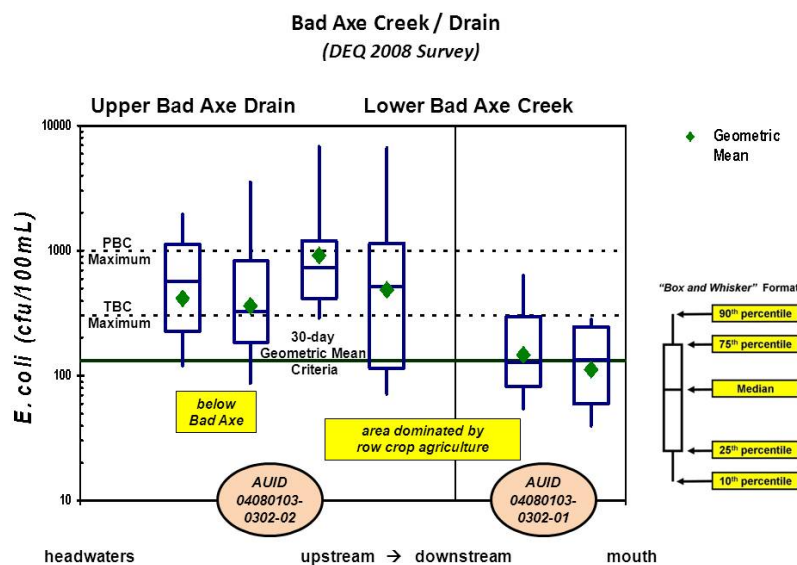 Bad Axe Creek / Drain
(DEQ 2008 Survey)
Upper Bad Axe Drain
Lower Bad Axe Creek
10000
1000
100
10
E. coli (cfu/100mL)
PBC
Maximum
TBC
Maximum
30-day
Geometric Mean
Criteria
below
Bad Axe
area dominated by
row crop agriculture
AUID
04080103-
0302-02
AUID
04080103-
0302-01
headwaters
upstream → downstream
mouth
Geometric
Mean
"Box and Whisker" Format
90th percentile
75th percentile
Median
25th percentile
10th percentile